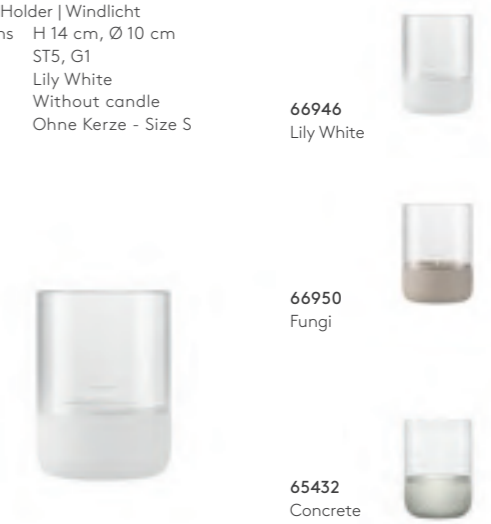 Holder | Windlicht
ns H 14 cm, Ø 10 cm
ST5, G1
Lily White
Without candle
Ohne Kerze - Size S
66946
Lily White
66950
Fungi
65432
Concrete